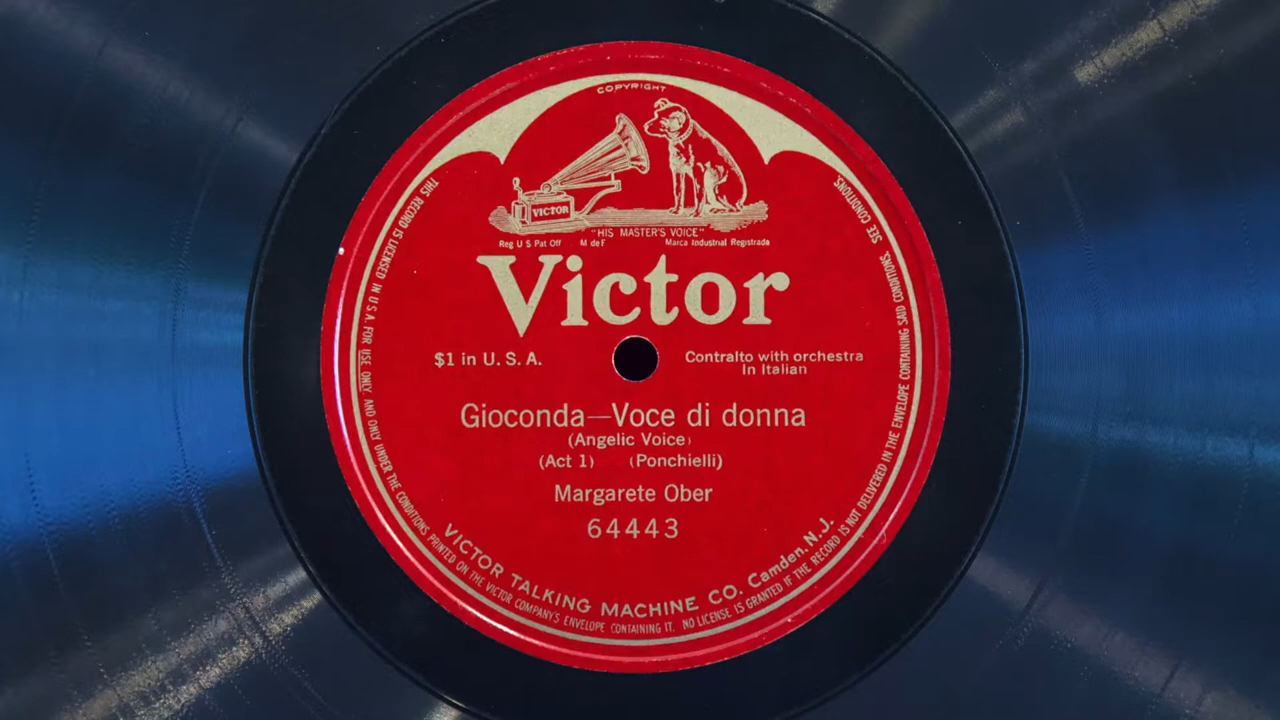 COPYRIGHT
VICTOR
"HIS MASTER'S VOICE"
Reg U S Pat Off M de F Marca Industrial Registrada
Victor
$1 in U. S. A.
Contralto with orchestra
In Italian
Gioconda—Voce di donna
(Angelic Voice)
(Act 1) (Ponchielli)
Margarete Ober
64443
VICTOR TALKING MACHINE CO. Camden. N.J.
THIS RECORD IS LICENSED IN U S A. FOR USE ONLY, AND ONLY UNDER THE CONDITIONS PRINTED ON THE VICTOR COMPANY'S ENVELOPE CONTAINING IT. NO LICENSE IS GRANTED IF THE RECORD IS NOT DELIVERED IN THE ENVELOPE CONTAINING SAID CONDITIONS. SEE CONDITIONS.